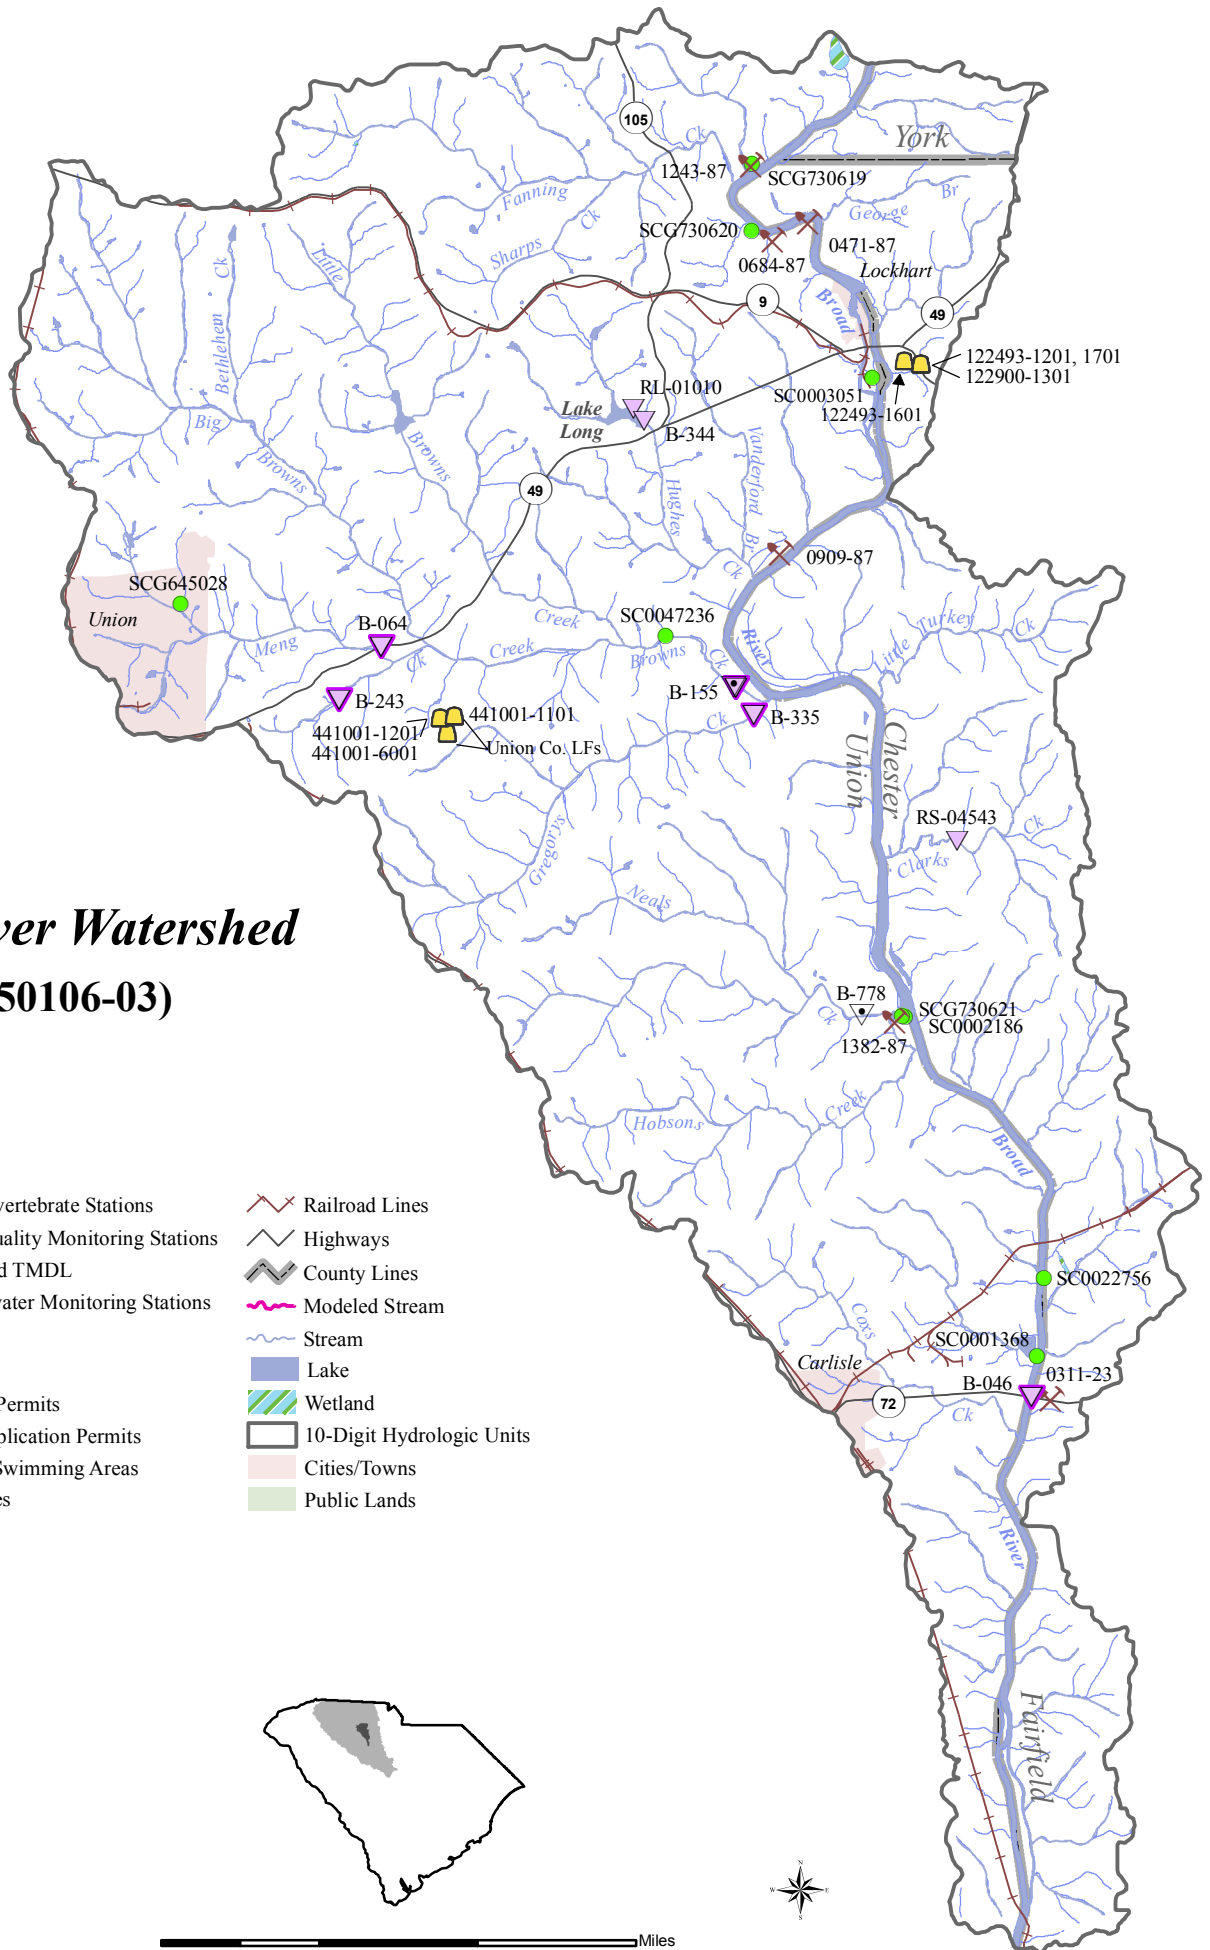 105
Ck
York
1243-87
SCG730619
Fanning
Ck
Sharps
George
Br
SCG730620
0471-87
0684-87
Lockhart
Bethlehem
Ck
Little
9
Broad
49
122493-1201, 1701
122900-1301
RL-01010
SC0003051
122493-1601
Lake
Long
B-344
Big
Browns
Browns
Vanderford
Br
49
Hughes
Ck
0909-87
SCG645028
Union
B-064
Meng
Ck
Creek
Creek
SC0047236
Browns
Ck
River
Little
Turkey
Ck
B-155
B-243
B-335
Ck
441001-1101
441001-1201
441001-6001
Union Co. LFs
Union
Chester
RS-04543
Clarks
Ck
Gregorys
Neals
ver Watershed
50106-03)
B-778
Ck
SCG730621
SC0002186
1382-87
Hobsons
Creek
Broad
vertebrate Stations
uality Monitoring Stations
d TMDL
water Monitoring Stations
Permits
plication Permits
Swimming Areas
es
Railroad Lines
Highways
County Lines
Modeled Stream
Stream
Lake
Wetland
10-Digit Hydrologic Units
Cities/Towns
Public Lands
SC0022756
Coxs
SC0001368
Carlisle
B-046
0311-23
72
Ck
River
Fairfield
N
W
E
S
Miles